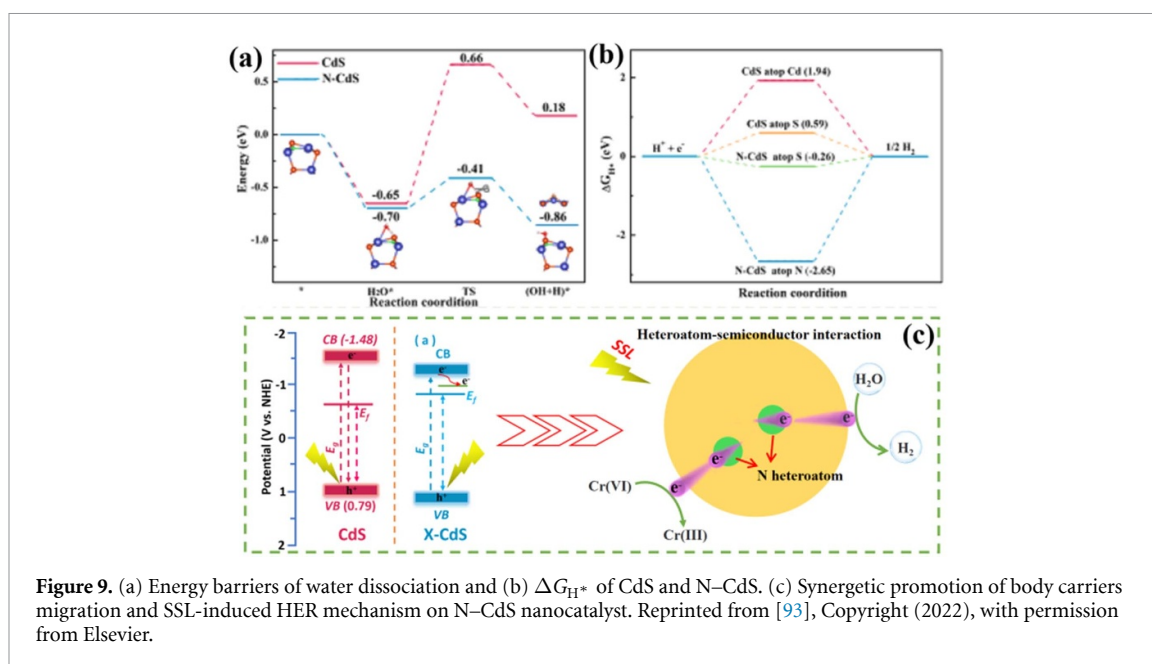 (a)
CdS
N-CdS
0.66
0.5
0.18
0.0
Energy (eV)
-0.41
-0.5
-0.65
-0.70
-0.86
-1.0
* H₂O* TS (OH+H)*
Reaction coordition
(b)
2
CdS atop Cd (1.94)
CdS atop S (0.59)
H⁺ + e⁻
1/2 H₂
0
N-CdS atop S (-0.26)
ΔG_H* (eV)
-2
N-CdS atop N (-2.65)
Reaction coordition
-2
CB (-1.48)
e⁻
(a)
CB
e⁻
e⁻
-1
E_f
E_f
0
E_g
E_g
Potential (V vs. NHE)
1
h⁺
h⁺
VB (0.79)
VB
2
CdS
X-CdS
Heteroatom-semiconductor interaction
(c)
SSL
H₂O
e⁻
e⁻
H₂
e⁻
N heteroatom
Cr(VI)
e⁻
Cr(III)
Figure 9. (a) Energy barriers of water dissociation and (b) ΔG_H* of CdS and N–CdS. (c) Synergetic promotion of body carriers
migration and SSL-induced HER mechanism on N–CdS nanocatalyst. Reprinted from [93], Copyright (2022), with permission
from Elsevier.